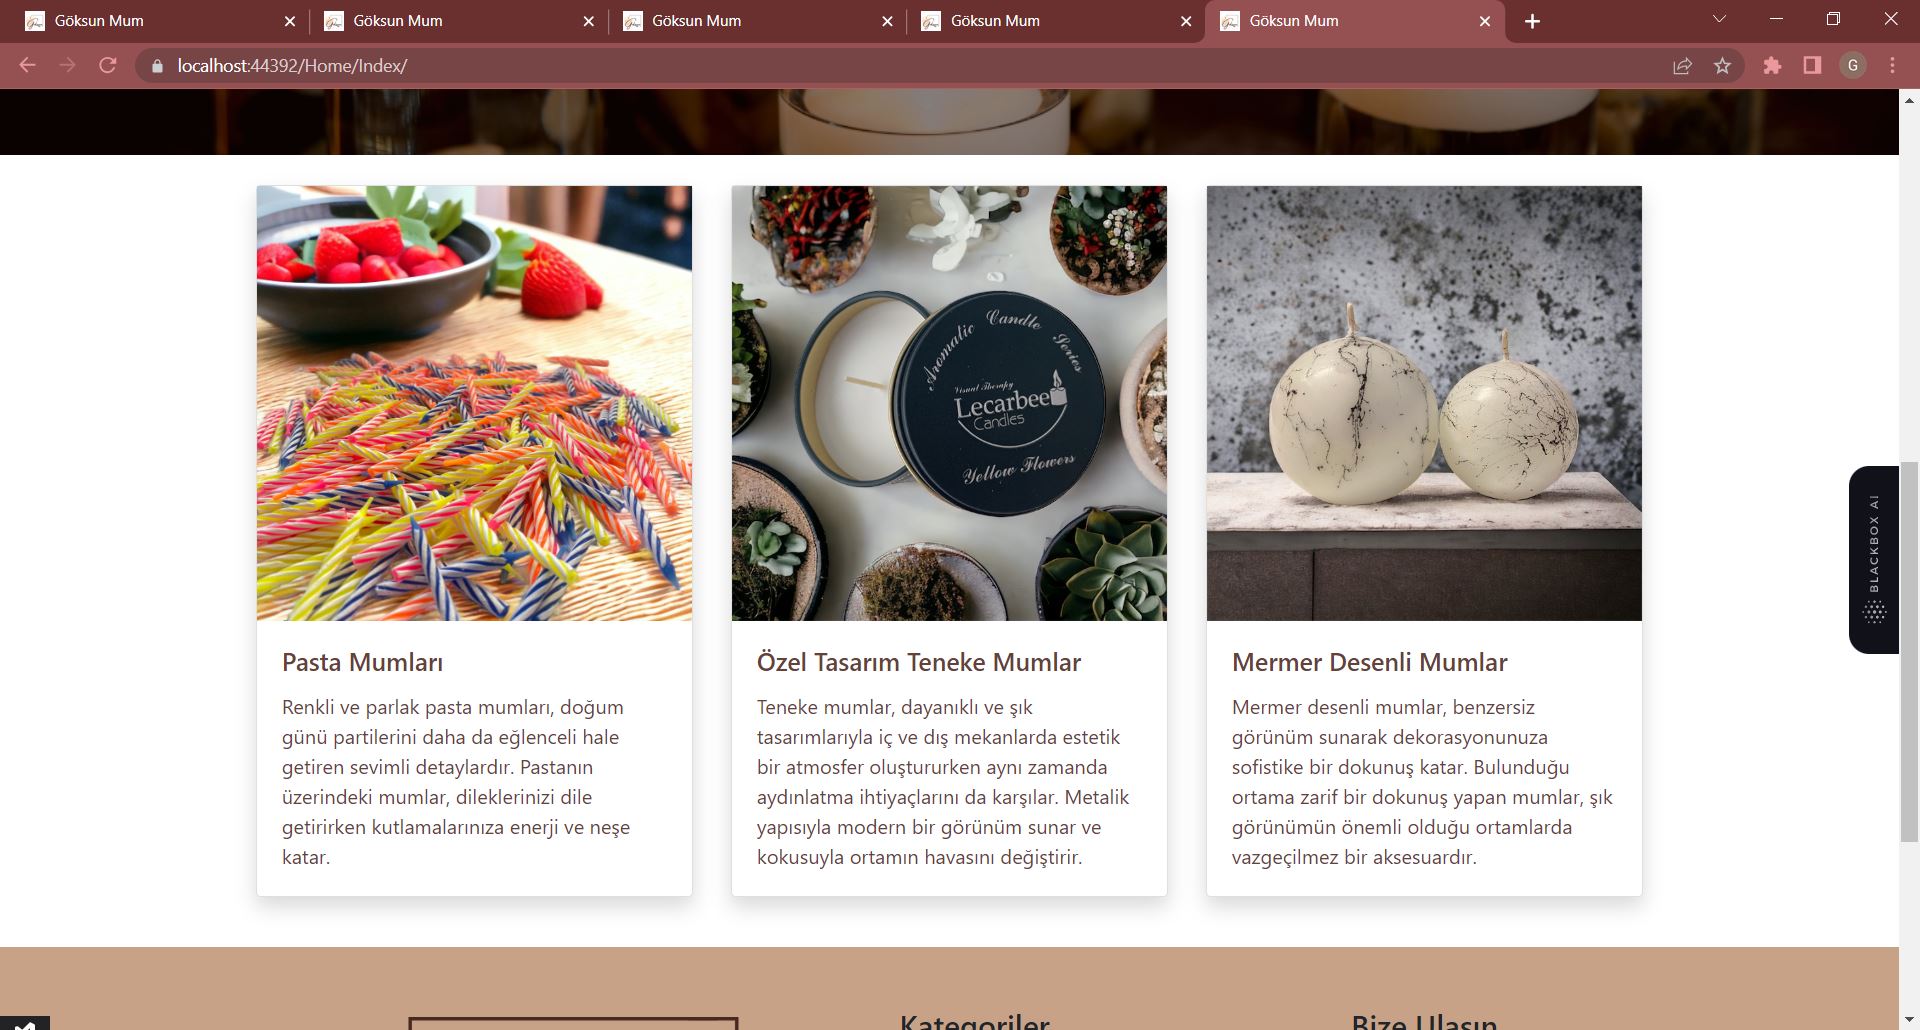 Göksun Mum
Göksun Mum
Göksun Mum
Göksun Mum
Göksun Mum
localhost:44392/Home/Index/
G
Aromatic Candle Series
Visual Therapy
Lecarbee
Candles
Yellow Flowers
BLACKBOX AI
Pasta Mumları
Renkli ve parlak pasta mumları, doğum
günü partilerini daha da eğlenceli hale
getiren sevimli detaylardır. Pastanın
üzerindeki mumlar, dileklerinizi dile
getirirken kutlamalarınıza enerji ve neşe
katar.
Özel Tasarım Teneke Mumlar
Teneke mumlar, dayanıklı ve şık
tasarımlarıyla iç ve dış mekanlarda estetik
bir atmosfer oluştururken aynı zamanda
aydınlatma ihtiyaçlarını da karşılar. Metalik
yapısıyla modern bir görünüm sunar ve
kokusuyla ortamın havasını değiştirir.
Mermer Desenli Mumlar
Mermer desenli mumlar, benzersiz
görünüm sunarak dekorasyonunuza
sofistike bir dokunuş katar. Bulunduğu
ortama zarif bir dokunuş yapan mumlar, şık
görünümün önemli olduğu ortamlarda
vazgeçilmez bir aksesuardır.
Kategoriler
Bize Ulaşın